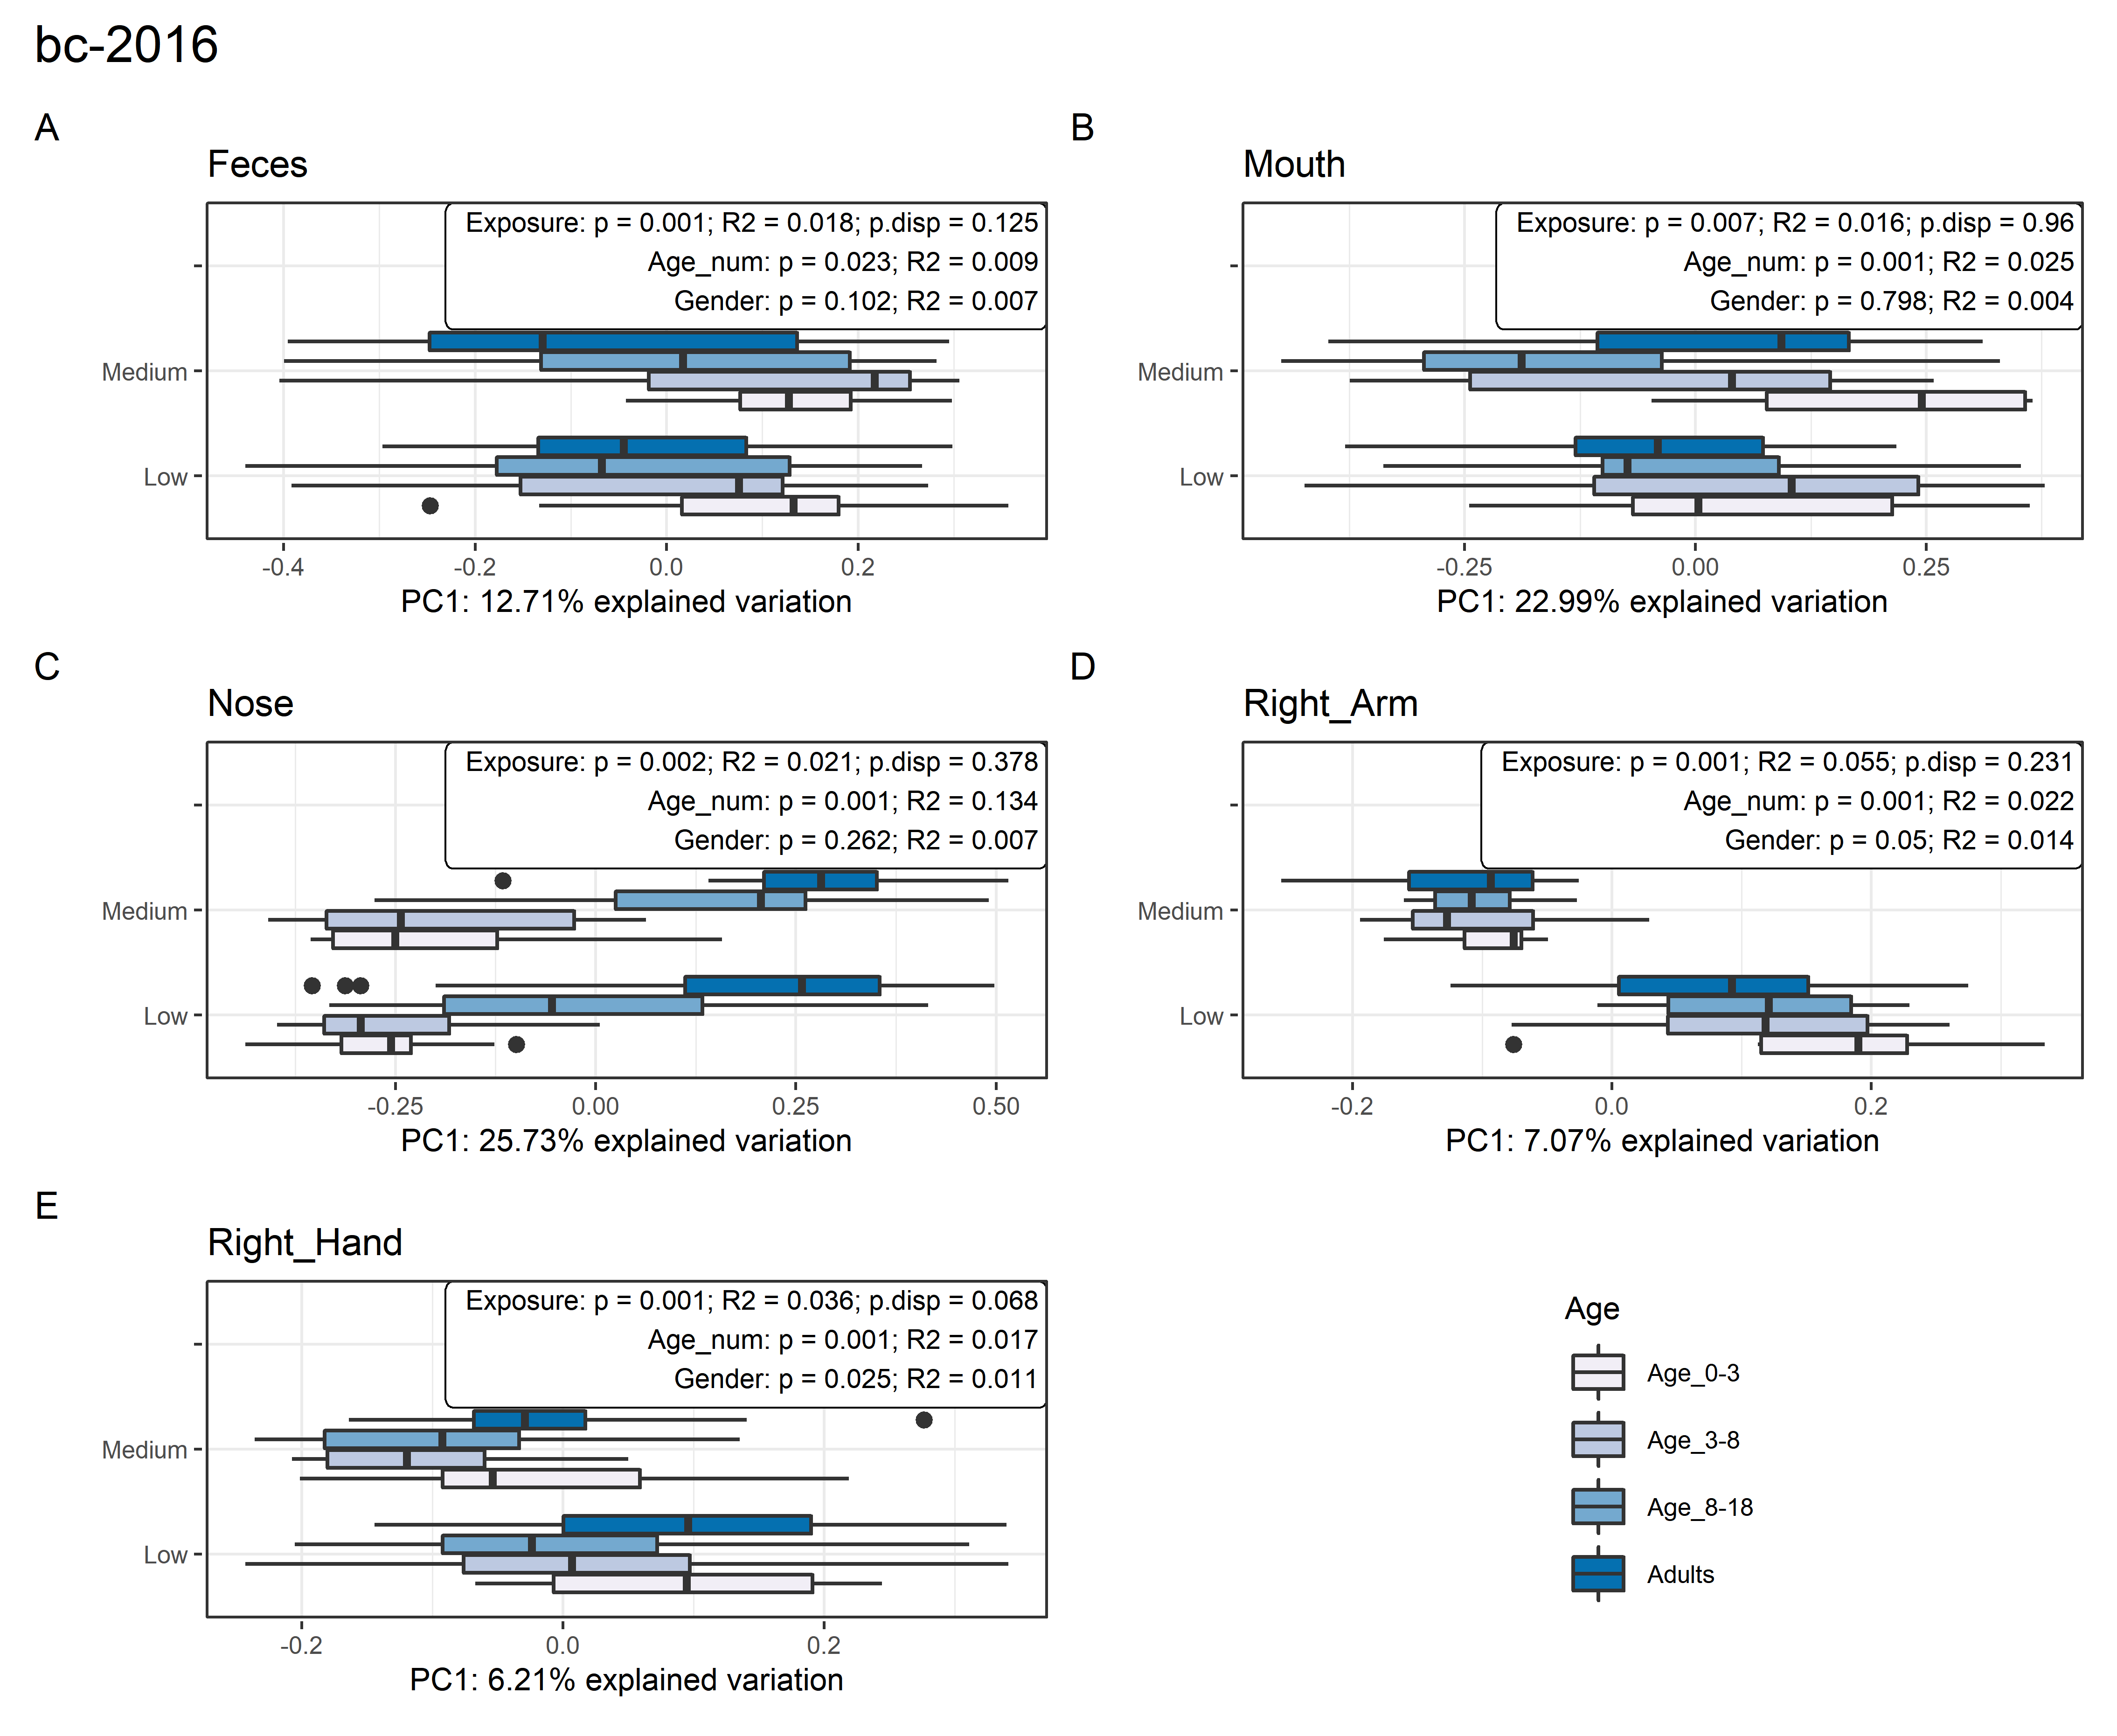 bc-2016
A
Feces
Exposure: p = 0.001; R2 = 0.018; p.disp = 0.125
Age_num: p = 0.023; R2 = 0.009
Gender: p = 0.102; R2 = 0.007
Medium
Low
-0.4 -0.2 0.0 0.2
PC1: 12.71% explained variation
B
Mouth
Exposure: p = 0.007; R2 = 0.016; p.disp = 0.96
Age_num: p = 0.001; R2 = 0.025
Gender: p = 0.798; R2 = 0.004
Medium
Low
-0.25 0.00 0.25
PC1: 22.99% explained variation
C
Nose
Exposure: p = 0.002; R2 = 0.021; p.disp = 0.378
Age_num: p = 0.001; R2 = 0.134
Gender: p = 0.262; R2 = 0.007
Medium
Low
-0.25 0.00 0.25 0.50
PC1: 25.73% explained variation
D
Right_Arm
Exposure: p = 0.001; R2 = 0.055; p.disp = 0.231
Age_num: p = 0.001; R2 = 0.022
Gender: p = 0.05; R2 = 0.014
Medium
Low
-0.2 0.0 0.2
PC1: 7.07% explained variation
E
Right_Hand
Exposure: p = 0.001; R2 = 0.036; p.disp = 0.068
Age_num: p = 0.001; R2 = 0.017
Gender: p = 0.025; R2 = 0.011
Medium
Low
-0.2 0.0 0.2
PC1: 6.21% explained variation
Age
Age_0-3
Age_3-8
Age_8-18
Adults